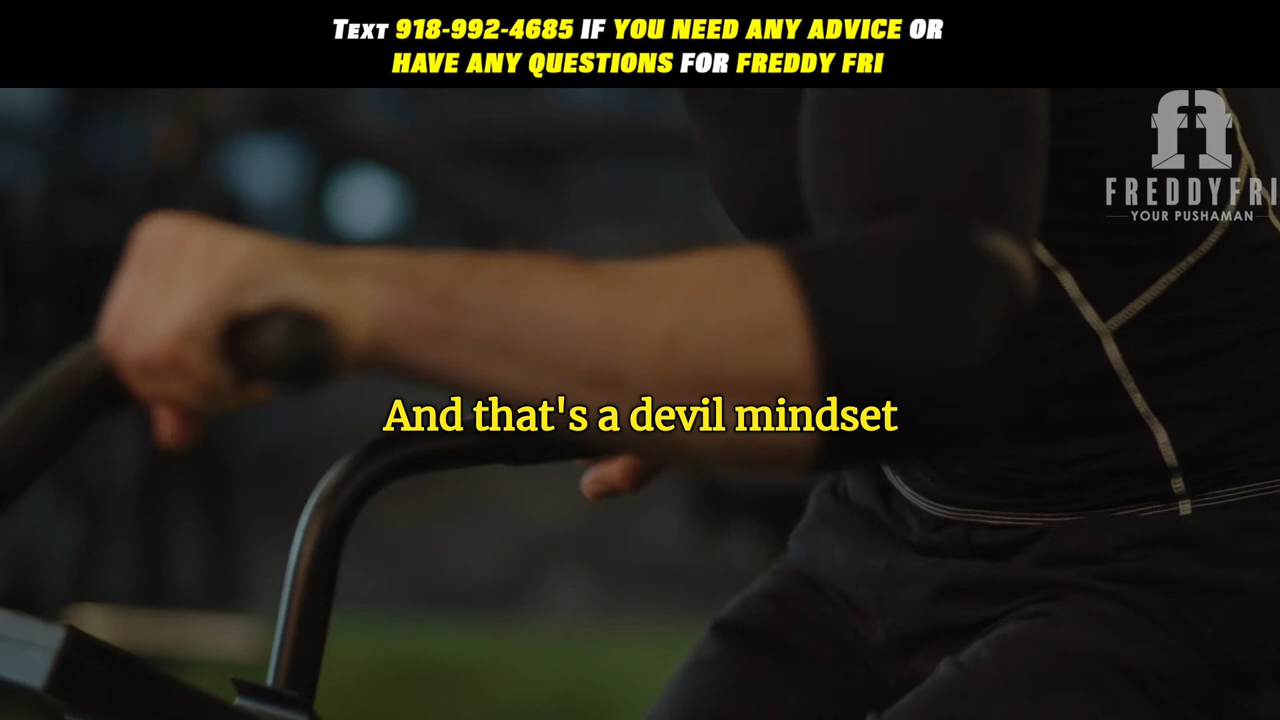 Text 918-992-4685 IF YOU NEED ANY ADVICE OR
HAVE ANY QUESTIONS FOR FREDDY FRI
FREDDYFRI
YOUR PUSHAMAN
And that's a devil mindset